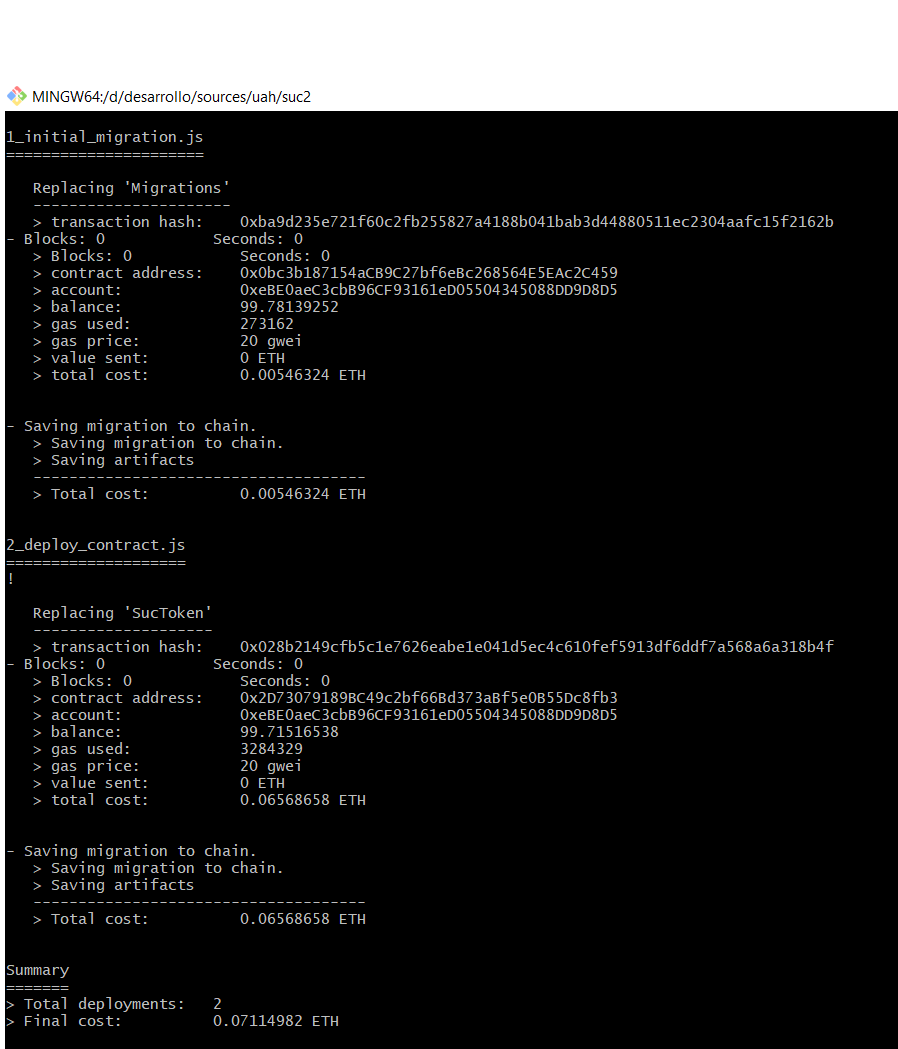 MINGW64:/d/desarrollo/sources/uah/suc2
1_initial_migration.js
======================
Replacing 'Migrations'
----------------------
> transaction hash: 0xba9d235e721f60c2fb255827a4188b041bab3d44880511ec2304aafc15f2162b
- Blocks: 0 Seconds: 0
> Blocks: 0 Seconds: 0
> contract address: 0x0bc3b187154aCB9C27bf6eBc268564E5EAc2C459
> account: 0xeBE0aeC3cbB96CF93161eD05504345088DD9D8D5
> balance: 99.78139252
> gas used: 273162
> gas price: 20 gwei
> value sent: 0 ETH
> total cost: 0.00546324 ETH
- Saving migration to chain.
> Saving migration to chain.
> Saving artifacts
-------------------------------------
> Total cost: 0.00546324 ETH
2_deploy_contract.js
====================
!
Replacing 'SucToken'
--------------------
> transaction hash: 0x028b2149cfb5c1e7626eabe1e041d5ec4c610fef5913df6ddf7a568a6a318b4f
- Blocks: 0 Seconds: 0
> Blocks: 0 Seconds: 0
> contract address: 0x2D73079189BC49c2bf66Bd373aBf5e0B55Dc8fb3
> account: 0xeBE0aeC3cbB96CF93161eD05504345088DD9D8D5
> balance: 99.71516538
> gas used: 3284329
> gas price: 20 gwei
> value sent: 0 ETH
> total cost: 0.06568658 ETH
- Saving migration to chain.
> Saving migration to chain.
> Saving artifacts
-------------------------------------
> Total cost: 0.06568658 ETH
Summary
=======
> Total deployments: 2
> Final cost: 0.07114982 ETH